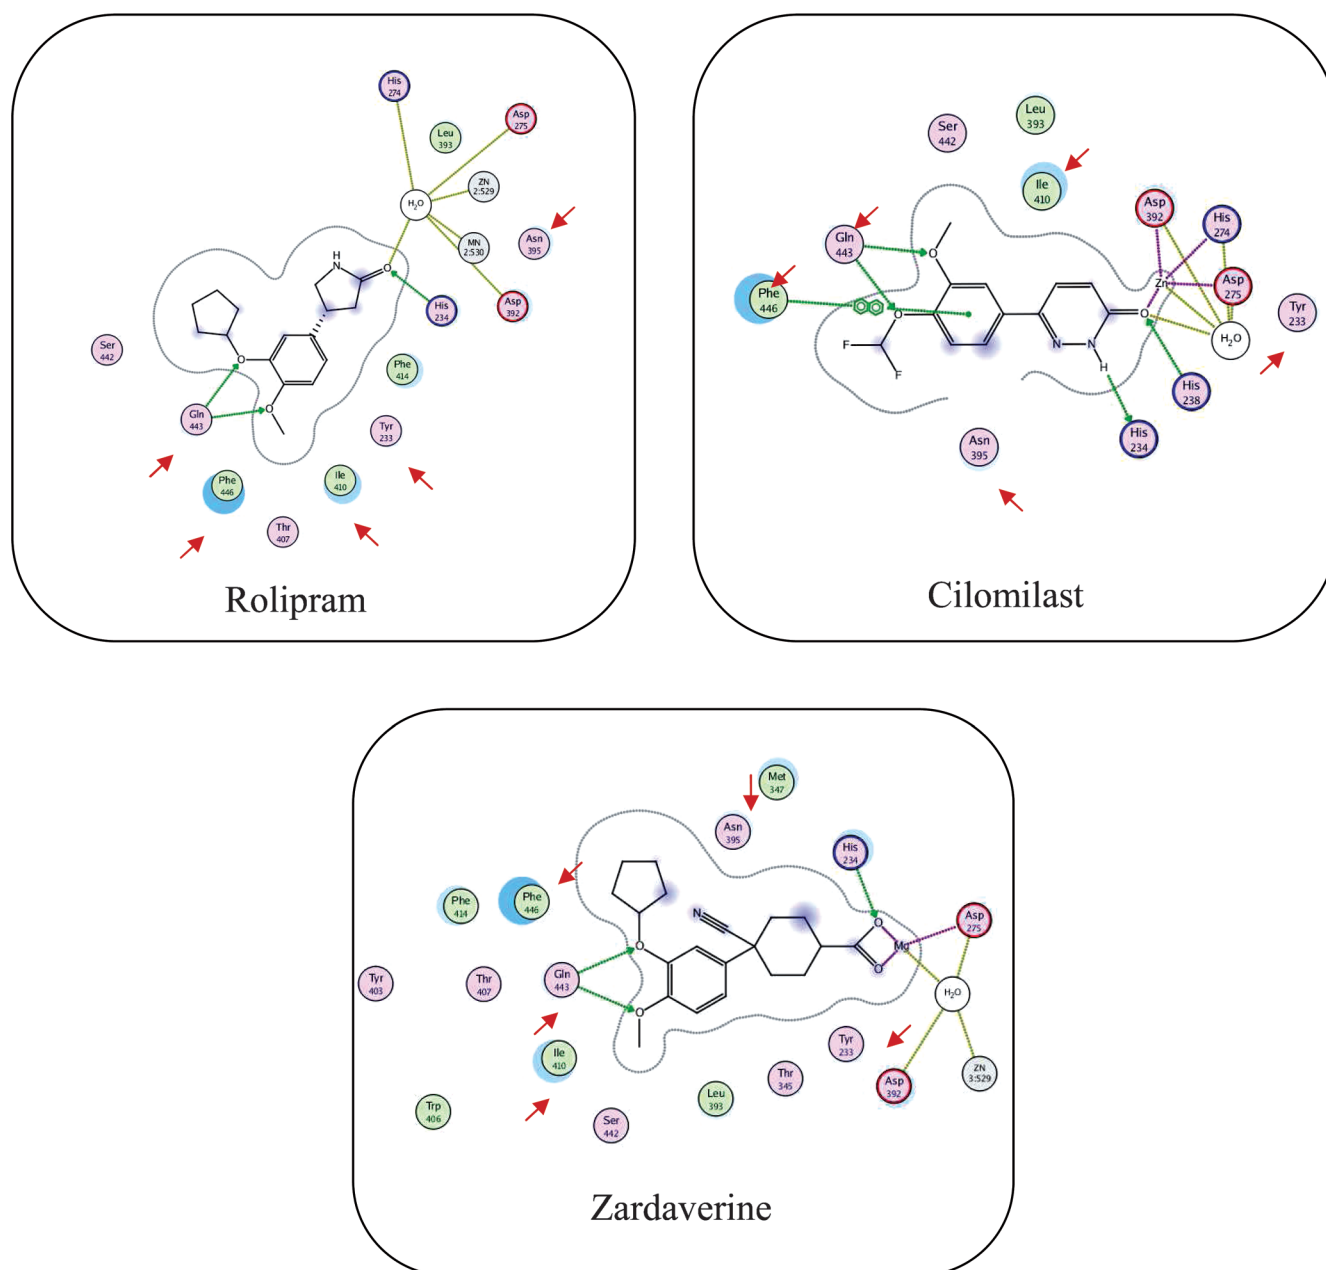 His
274
Leu
393
Asp
275
ZN
2:529
H₂O
MN
2:530
Asn
395
Asp
392
His
234
H
N
O
Phe
414
Ser
442
O
Gln
443
O
Tyr
233
Phe
446
Ile
410
Thr
407
Rolipram
Leu
393
Ser
442
Ile
410
Asp
392
His
274
Gln
443
O
Zn
Asp
275
Tyr
233
Phe
446
O
O
H₂O
F
N
N
H
F
His
238
His
234
Asn
395
Cilomilast
Met
347
Asn
395
His
234
Phe
414
Phe
446
N
O
Asp
275
O
Mg
O
Tyr
403
Thr
407
Gln
443
H₂O
O
Ile
410
Tyr
233
Thr
345
Asp
392
ZN
3:529
Leu
393
Trp
406
Ser
442
Zardaverine